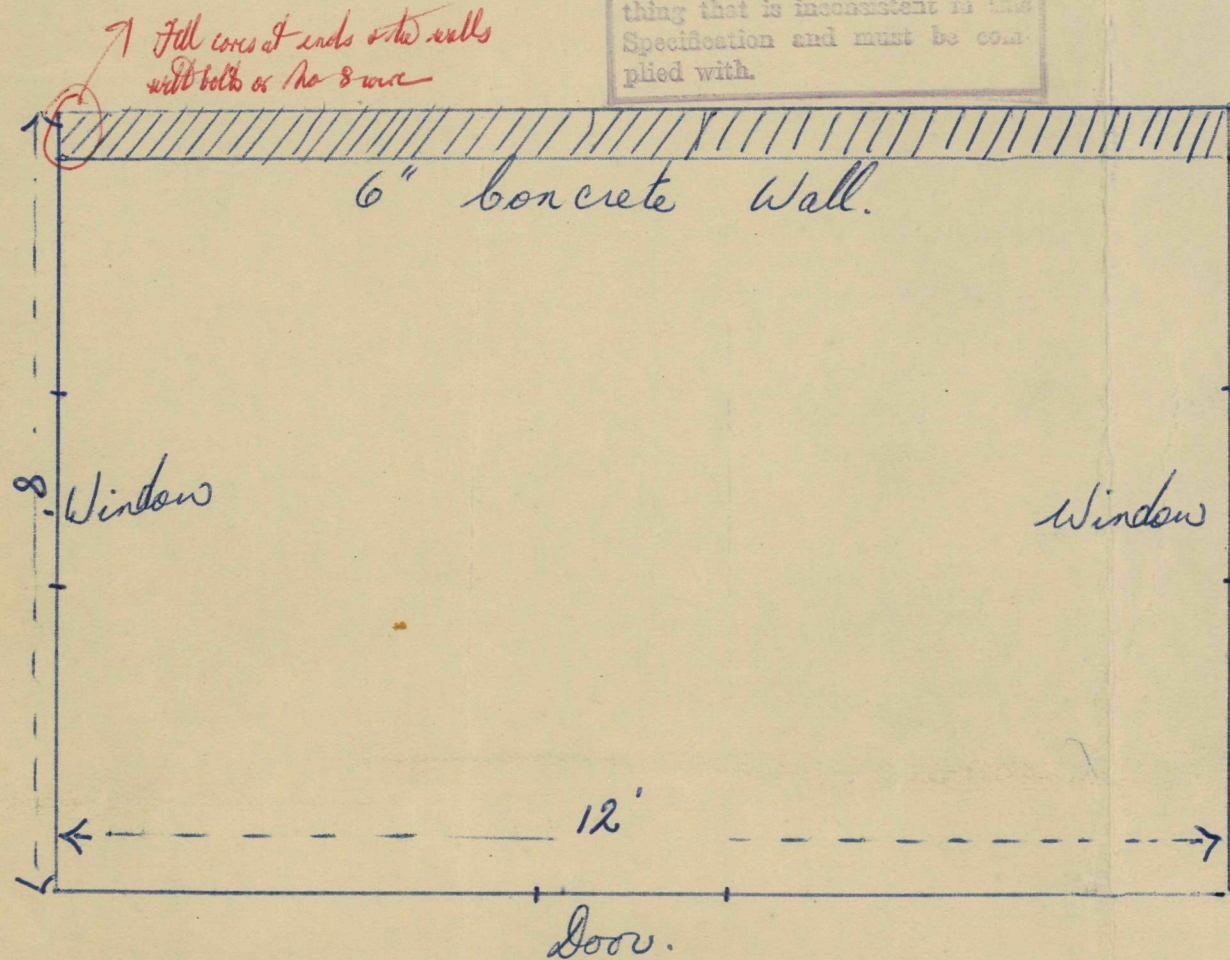 Fill cores at ends of the walls
with bolts or No 8 wire
thing that is inconsistent in this
Specification and must be com-
plied with.
6" Concrete Wall.
8'
Window
Window
12'
Door.